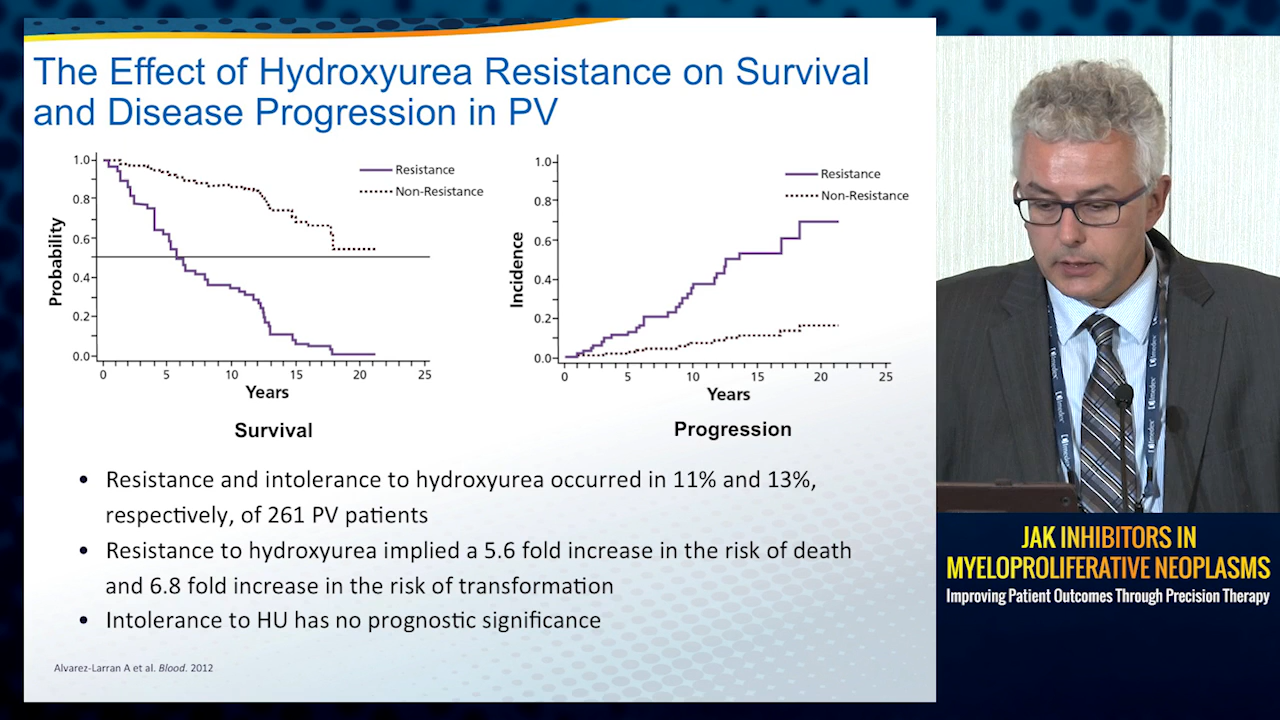 The Effect of Hydroxyurea Resistance on Survival
and Disease Progression in PV
1.0
0.8
0.6
0.4
0.2
0.0
Probability
Resistance
Non-Resistance
0 5 10 15 20 25
Years
Survival
1.0
0.8
0.6
0.4
0.2
0.0
Incidence
Resistance
Non-Resistance
0 5 10 15 20 25
Years
Progression
• Resistance and intolerance to hydroxyurea occurred in 11% and 13%,
respectively, of 261 PV patients
• Resistance to hydroxyurea implied a 5.6 fold increase in the risk of death
and 6.8 fold increase in the risk of transformation
• Intolerance to HU has no prognostic significance
Alvarez-Larran A et al. Blood. 2012
imedex
imedex
JAK INHIBITORS IN
MYELOPROLIFERATIVE NEOPLASMS
Improving Patient Outcomes Through Precision Therapy